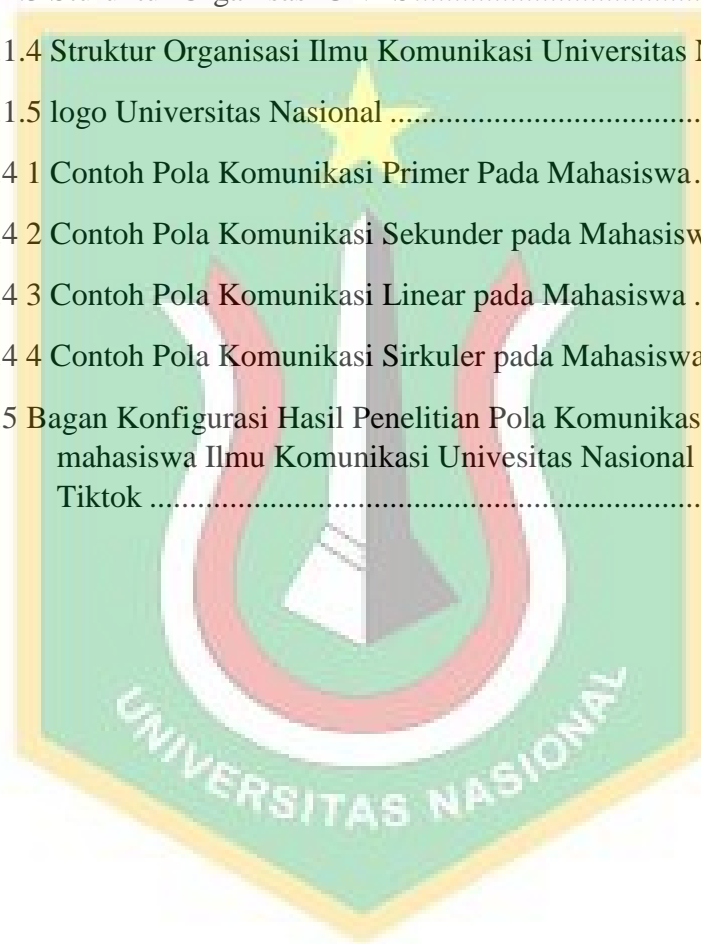 1.4 Struktur Organisasi Ilmu Komunikasi Universitas
1.5 logo Universitas Nasional ........................................
4 1 Contoh Pola Komunikasi Primer Pada Mahasiswa.
4 2 Contoh Pola Komunikasi Sekunder pada
4 3 Contoh Pola Komunikasi Linear pada Mahasiswa .
4 4 Contoh Pola Komunikasi Sirkuler pada Mahasiswa
5 Bagan Konfigurasi Hasil Penelitian Pola
mahasiswa Ilmu Komunikasi Univesitas Nasional
Tiktok ......................................................................
UNIVERSITAS NASIONAL